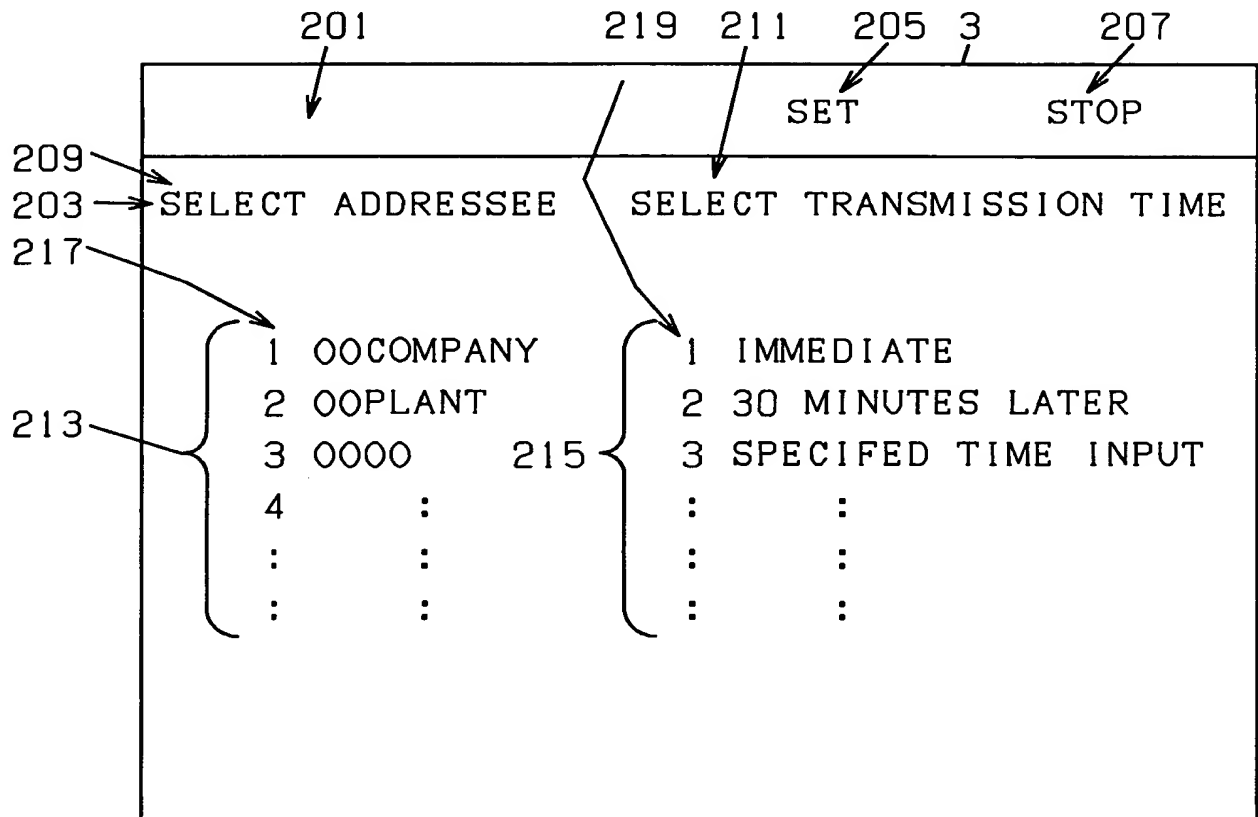 201 219 211 205 3 207
SET STOP
209
203 SELECT ADDRESSEE SELECT TRANSMISSION TIME
217
1 OOCOMPANY 1 IMMEDIATE
2 OOPLANT 2 30 MINUTES LATER
213 3 OOOO 215 3 SPECIFED TIME INPUT
4 : : :
: : : :
: : : :